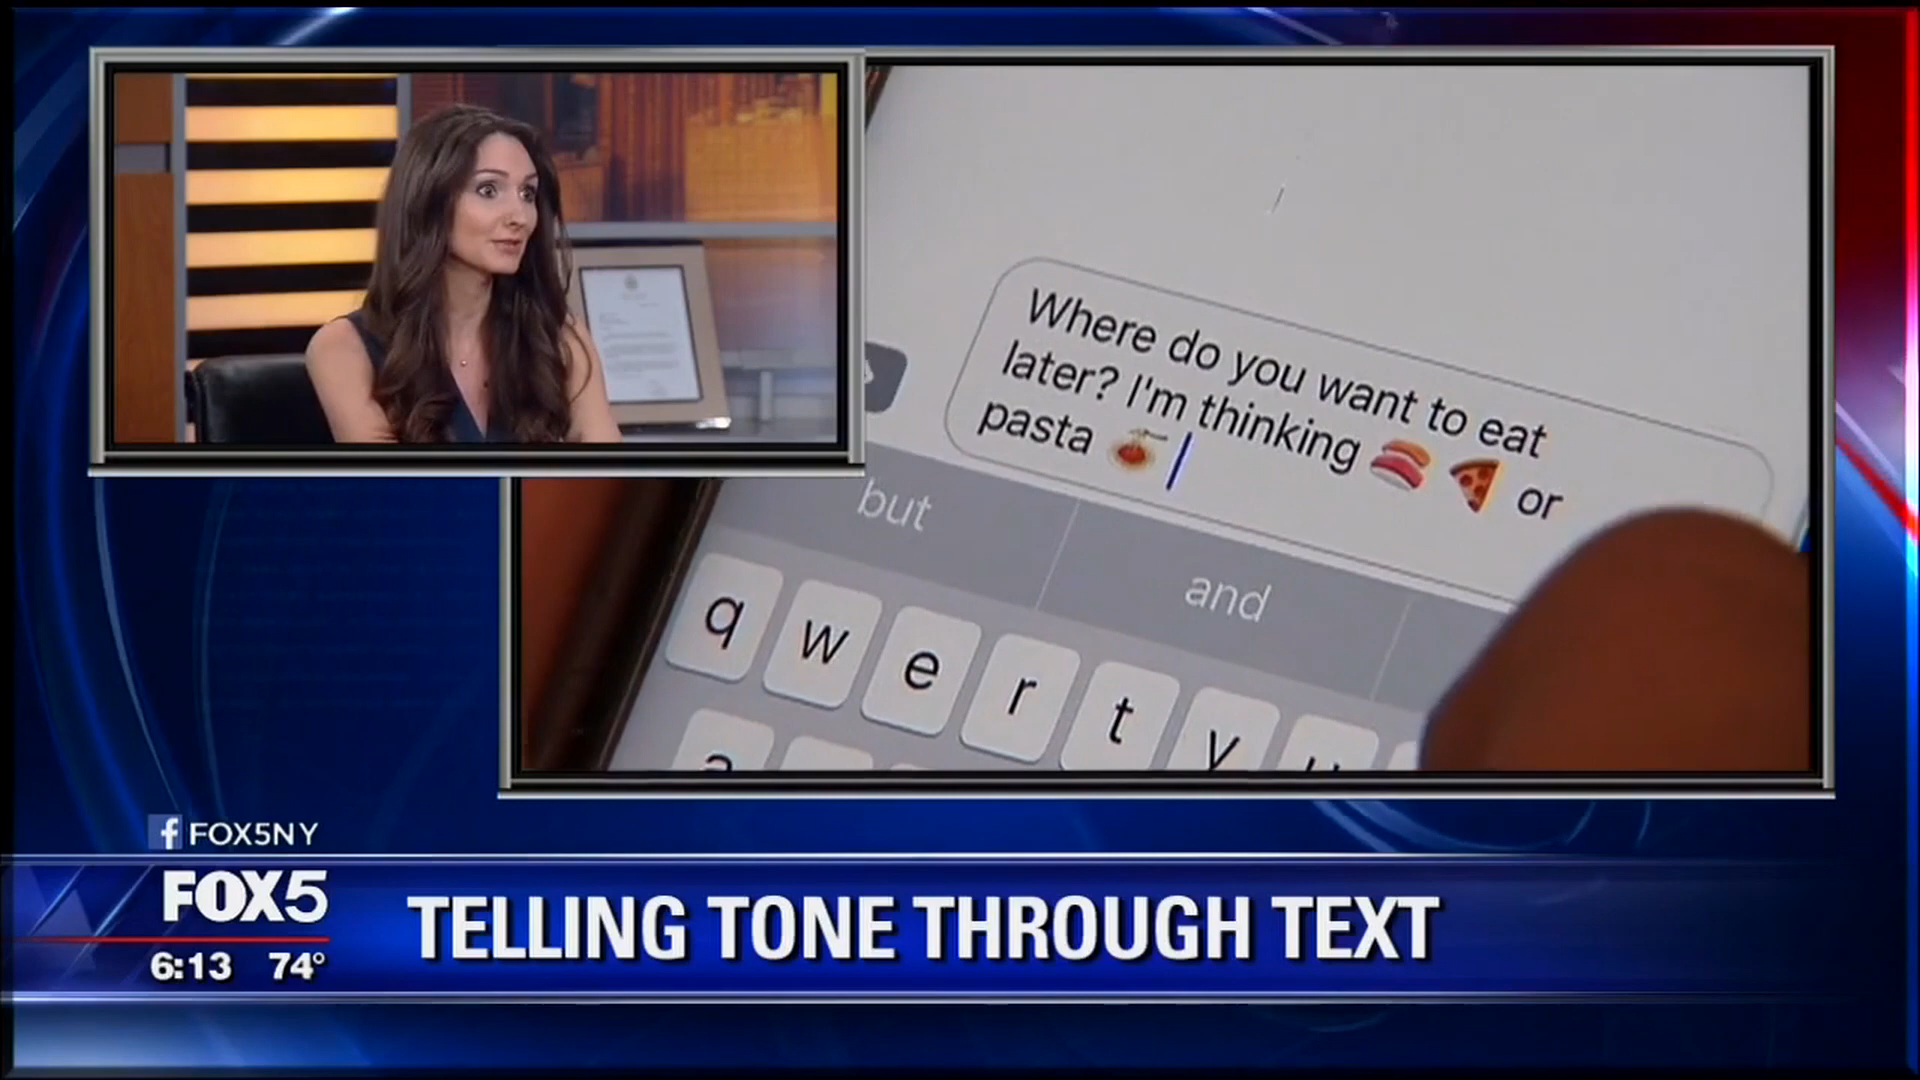 Where do you want to eat
later? I'm thinking 🌭 🍕 or
pasta 🍝
but
and
q w e r t y u
a
f FOX5NY
FOX5
6:13 74°
TELLING TONE THROUGH TEXT